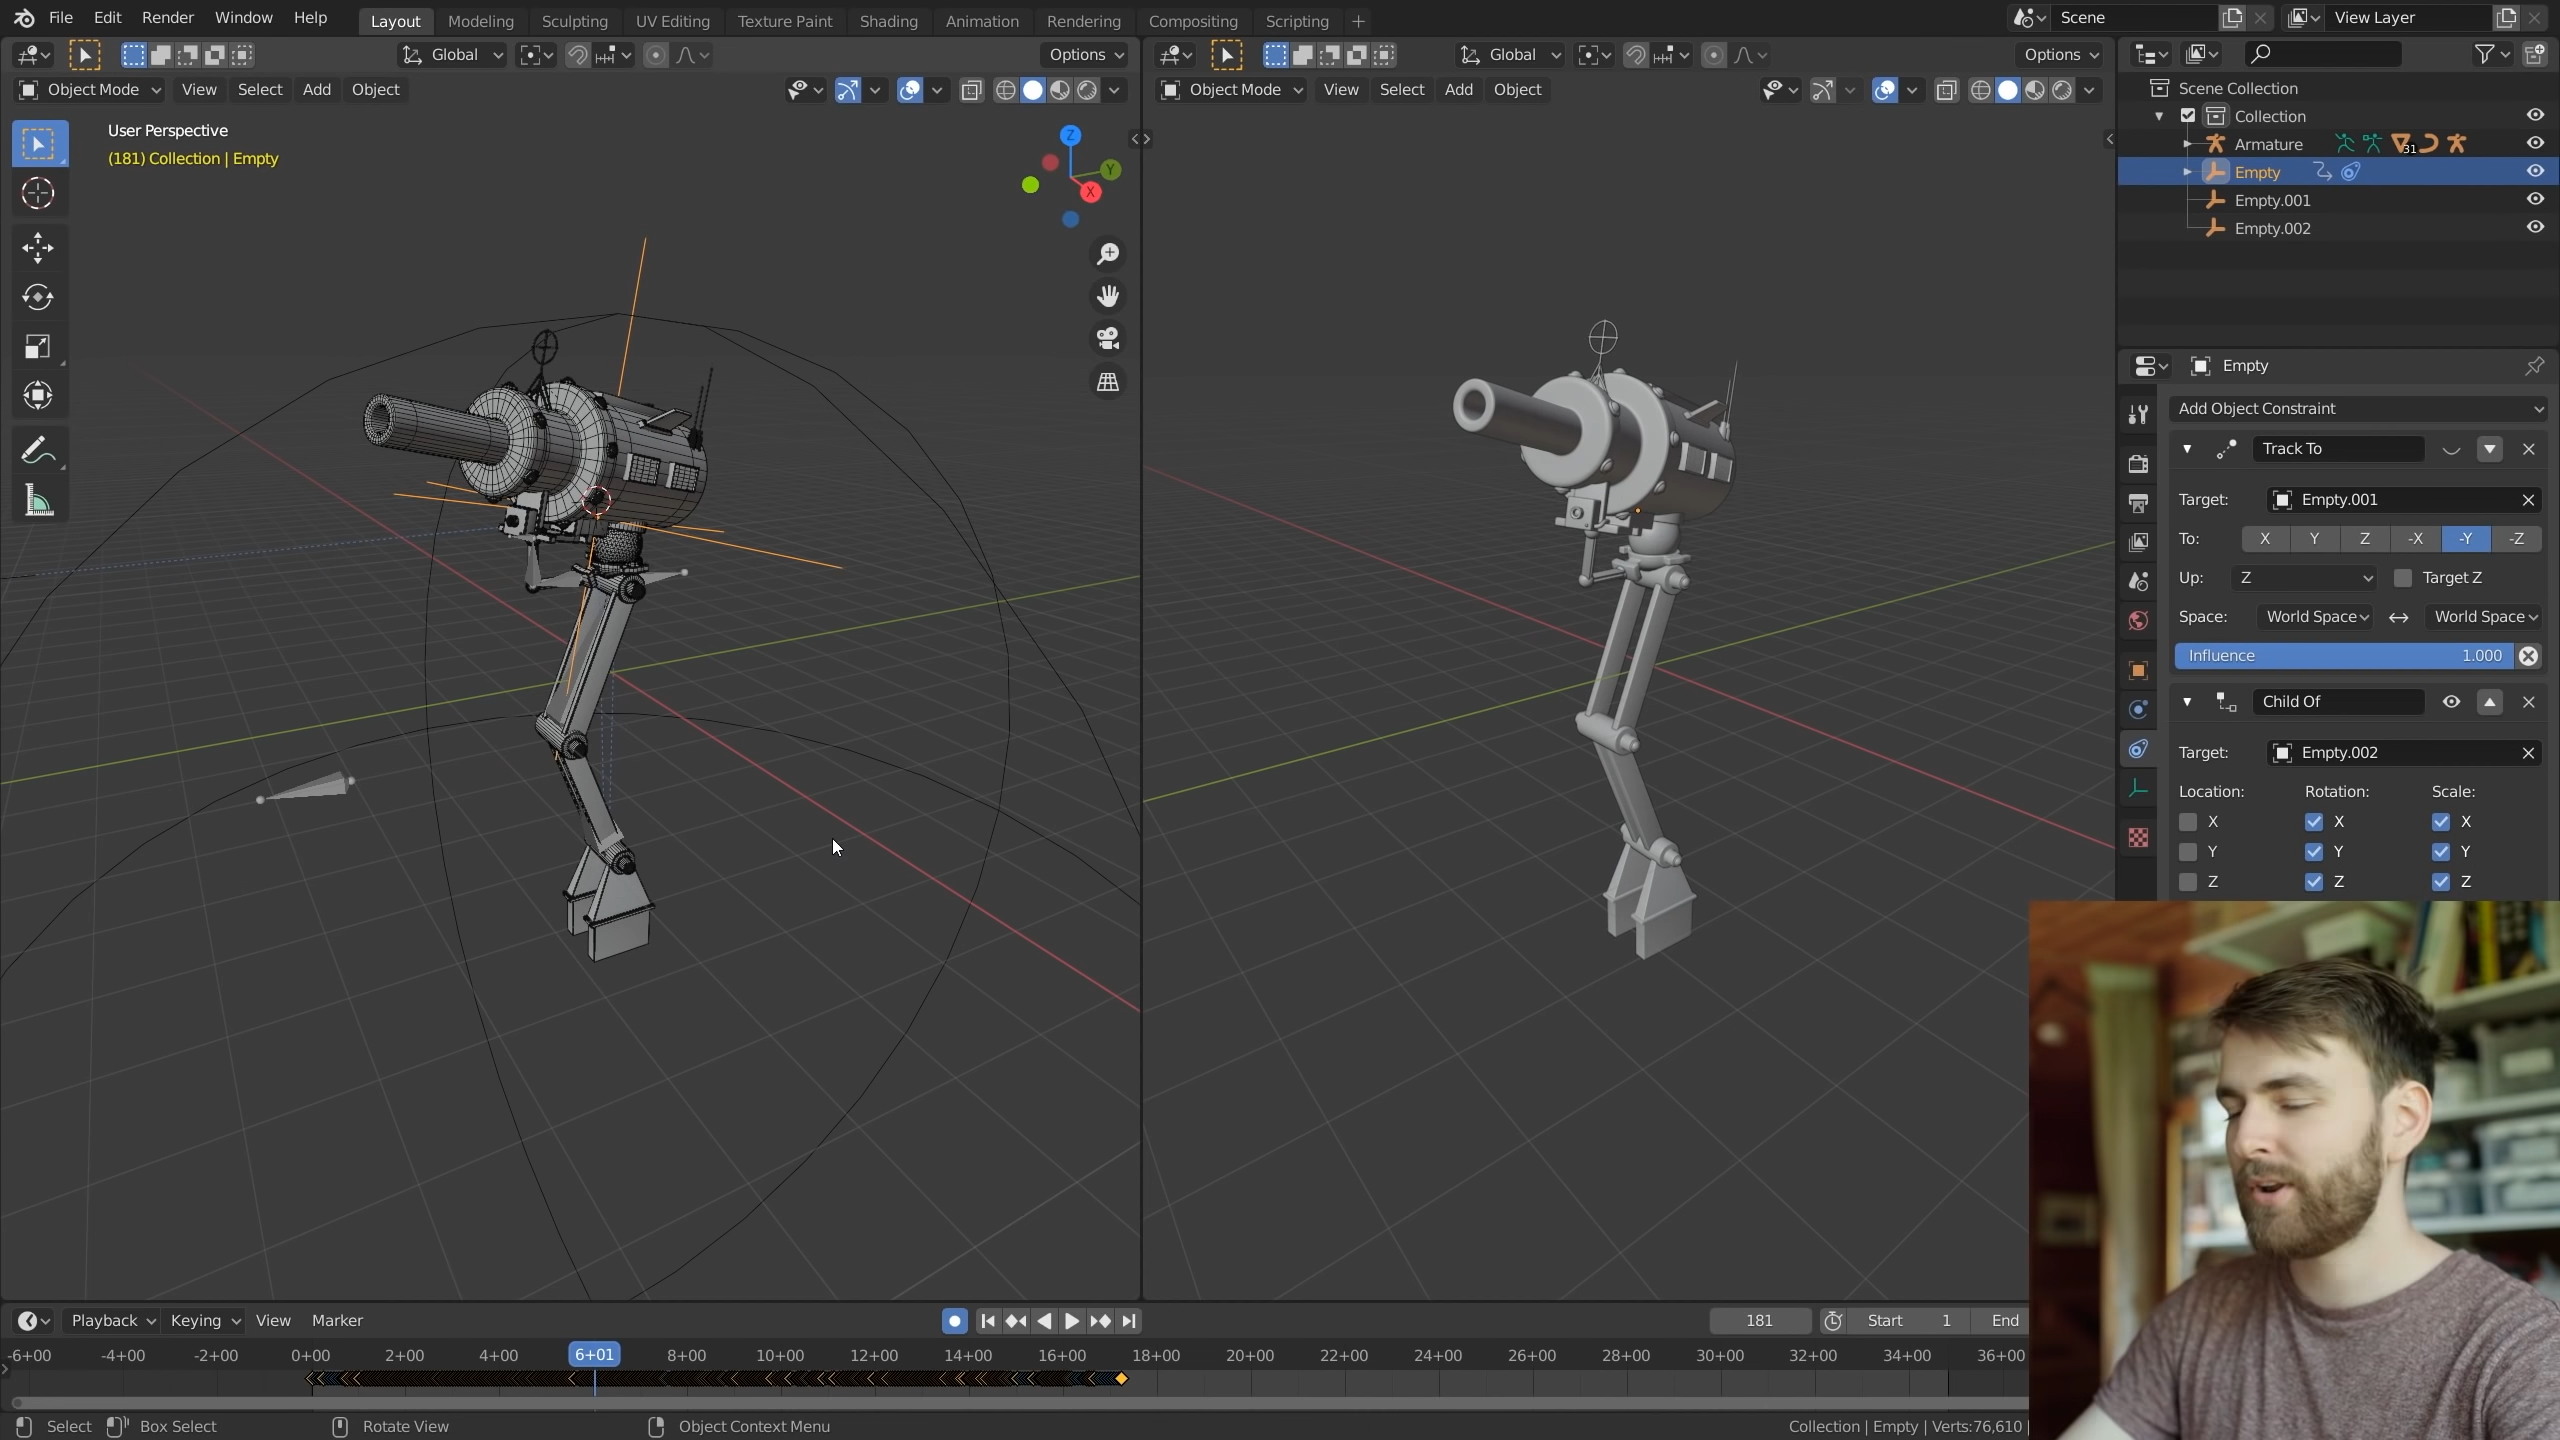 File Edit Render Window Help Layout Modeling Sculpting UV Editing Texture Paint Shading Animation Rendering Compositing Scripting + Scene View Layer
Global Options Global Options
Object Mode View Select Add Object Object Mode View Select Add Object
User Perspective
(181) Collection | Empty
Z
Y
X
Scene Collection
Collection
Armature 31
Empty
Empty.001
Empty.002
Empty
Add Object Constraint
Track To
Target: Empty.001
To: X Y Z -X -Y -Z
Up: Z Target Z
Space: World Space World Space
Influence 1.000
Child Of
Target: Empty.002
Location: Rotation: Scale:
X X X
Y Y Y
Z Z Z
Playback Keying View Marker 181 Start 1 End
-6+00 -4+00 -2+00 0+00 2+00 4+00 6+01 8+00 10+00 12+00 14+00 16+00 18+00 20+00 22+00 24+00 26+00 28+00 30+00 32+00 34+00 36+00
Select Box Select Rotate View Object Context Menu Collection | Empty | Verts:76,610 |